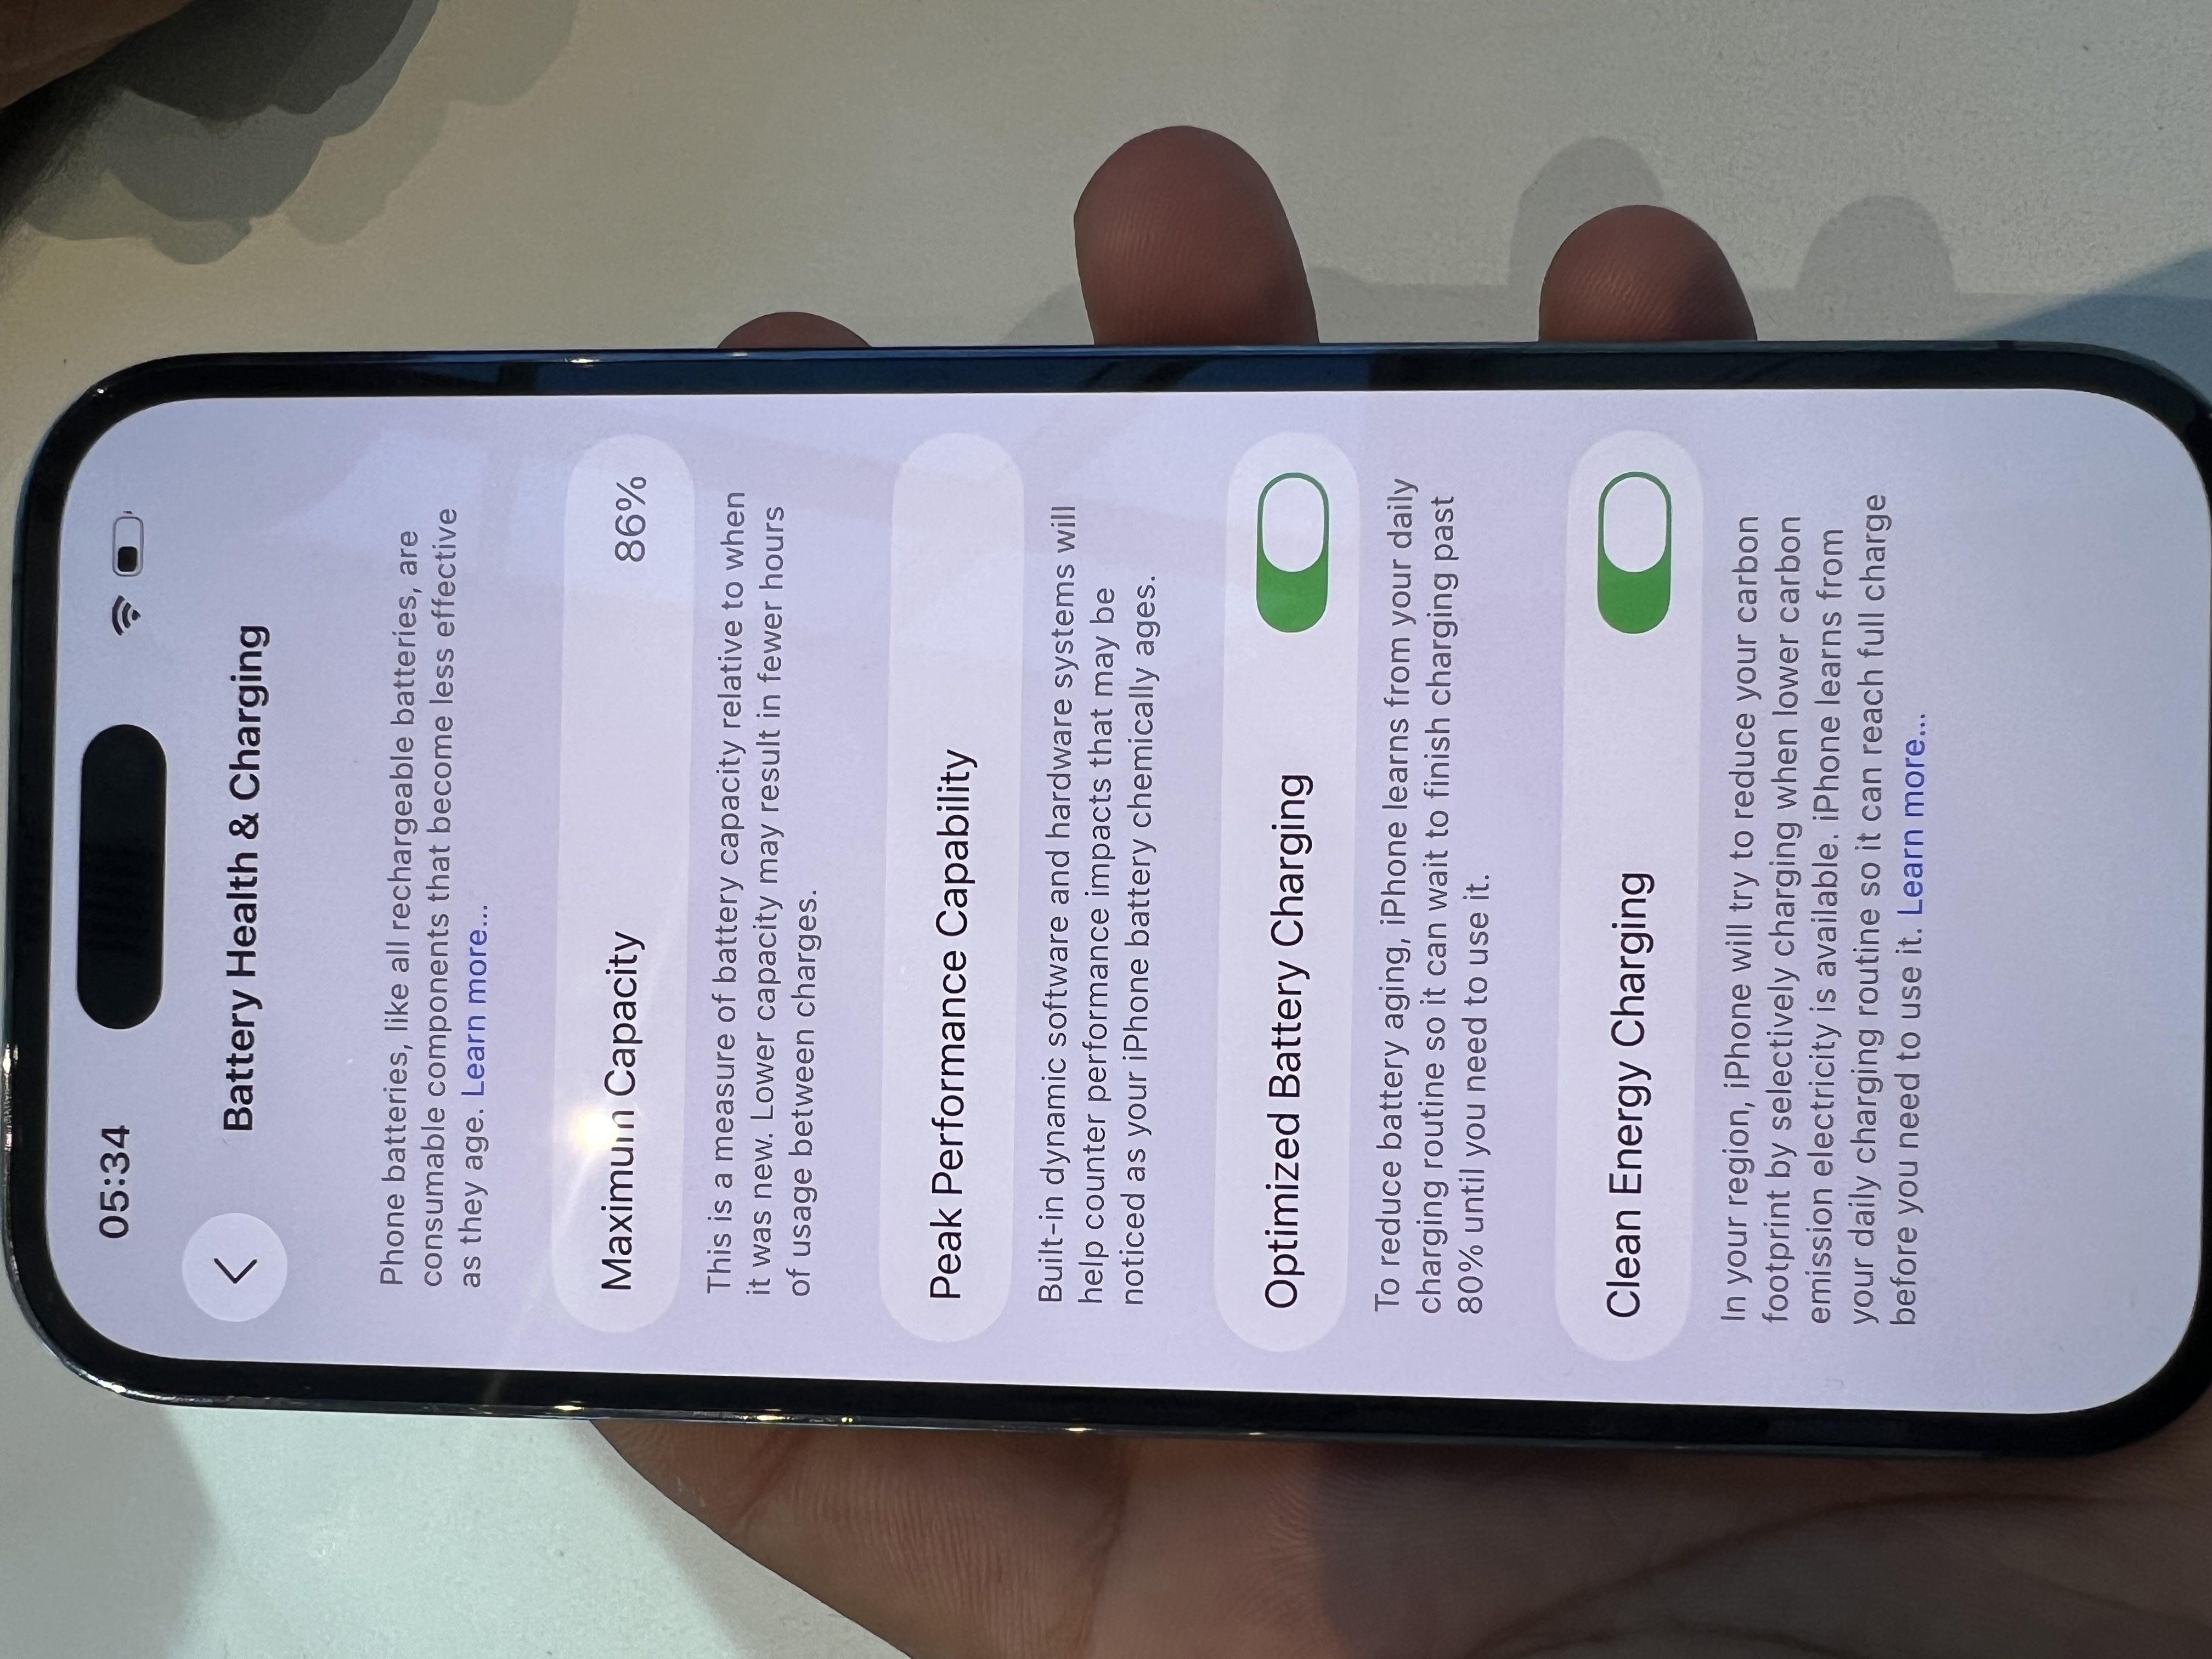 05:34
Battery Health & Charging
Phone batteries, like all rechargeable batteries, are
consumable components that become less effective
as they age. Learn more...
Maximum Capacity 86%
This is a measure of battery capacity relative to when
it was new. Lower capacity may result in fewer hours
of usage between charges.
Peak Performance Capability
Built-in dynamic software and hardware systems will
help counter performance impacts that may be
noticed as your iPhone battery chemically ages.
Optimized Battery Charging
To reduce battery aging, iPhone learns from your daily
charging routine so it can wait to finish charging past
80% until you need to use it.
Clean Energy Charging
In your region, iPhone will try to reduce your carbon
footprint by selectively charging when lower carbon
emission electricity is available. iPhone learns from
your daily charging routine so it can reach full charge
before you need to use it. Learn more...